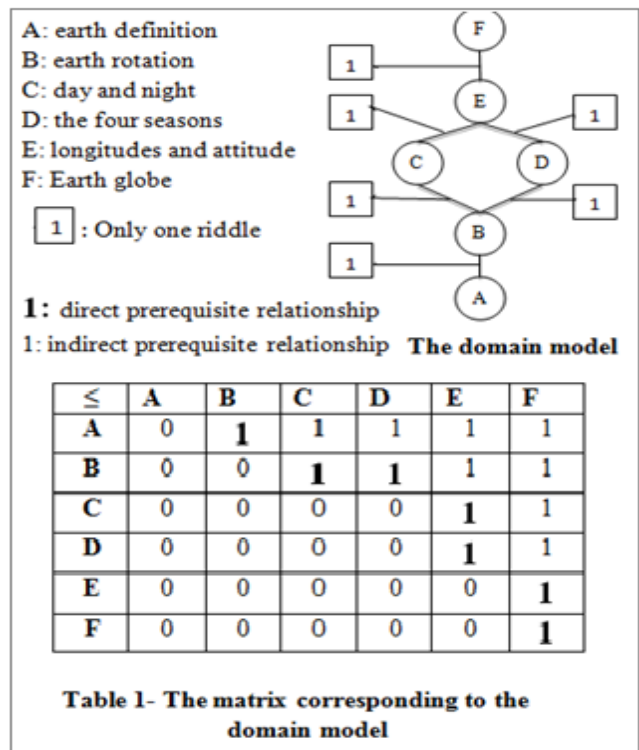 A: earth definition
B: earth rotation
C: day and night
D: the four seasons
E: longitudes and attitude
F: Earth globe
1 : Only one riddle
F
1
E
1
1
C
D
1
1
B
1
A
1: direct prerequisite relationship
1: indirect prerequisite relationship The domain model
≤ A B C D E F
A 0 1 1 1 1 1
B 0 0 1 1 1 1
C 0 0 0 0 1 1
D 0 0 0 0 1 1
E 0 0 0 0 0 1
F 0 0 0 0 0 1
Table 1- The matrix corresponding to the
domain model